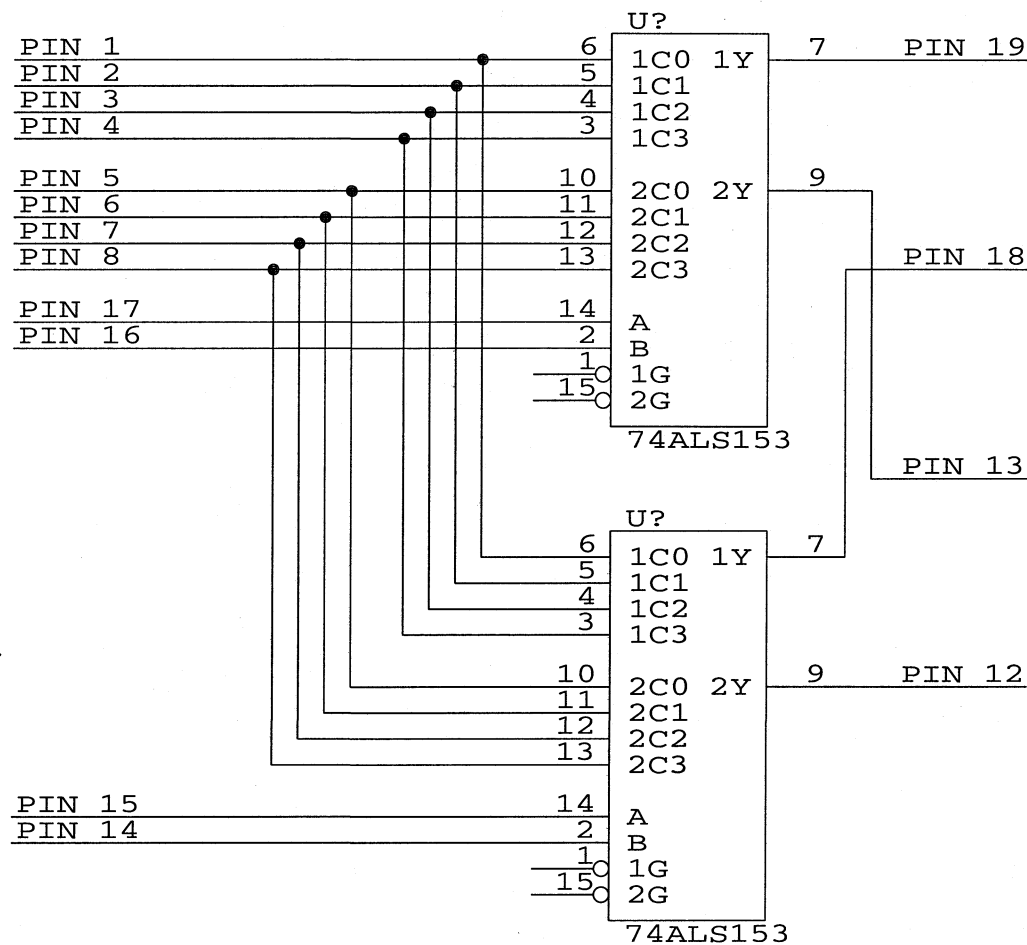 U?
PIN 1 6 1C0 1Y 7 PIN 19
PIN 2 5 1C1
PIN 3 4 1C2
PIN 4 3 1C3
PIN 5 10 2C0 2Y 9
PIN 6 11 2C1
PIN 7 12 2C2
PIN 8 13 2C3 PIN 18
PIN 17 14 A
PIN 16 2 B
1 1G
15 2G
74ALS153
PIN 13
U?
6 1C0 1Y 7
5 1C1
4 1C2
3 1C3
10 2C0 2Y 9 PIN 12
11 2C1
12 2C2
13 2C3
PIN 15 14 A
PIN 14 2 B
1 1G
15 2G
74ALS153